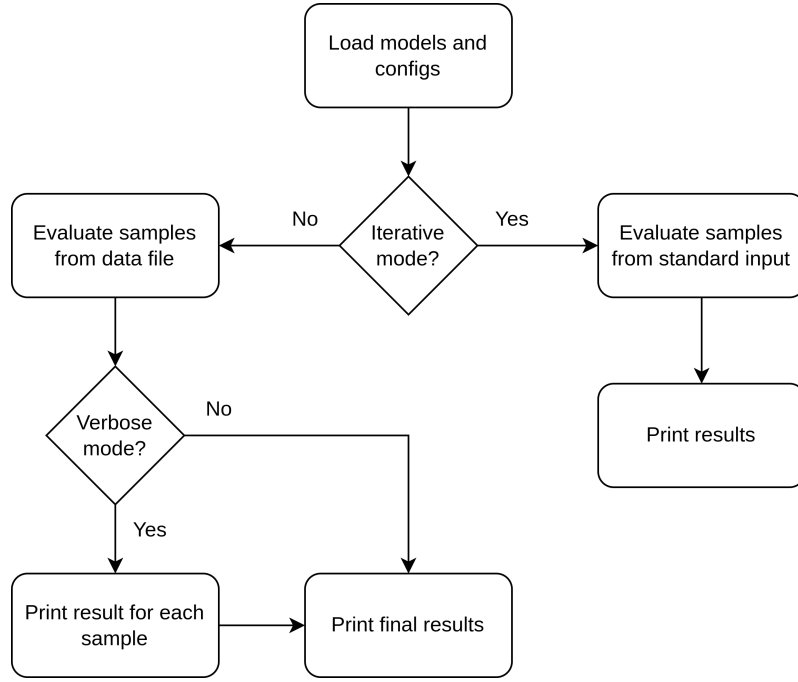 Load models and
configs
No
Yes
Evaluate samples
from data file
Iterative
mode?
Evaluate samples
from standard input
No
Verbose
mode?
Print results
Yes
Print result for each
sample
Print final results